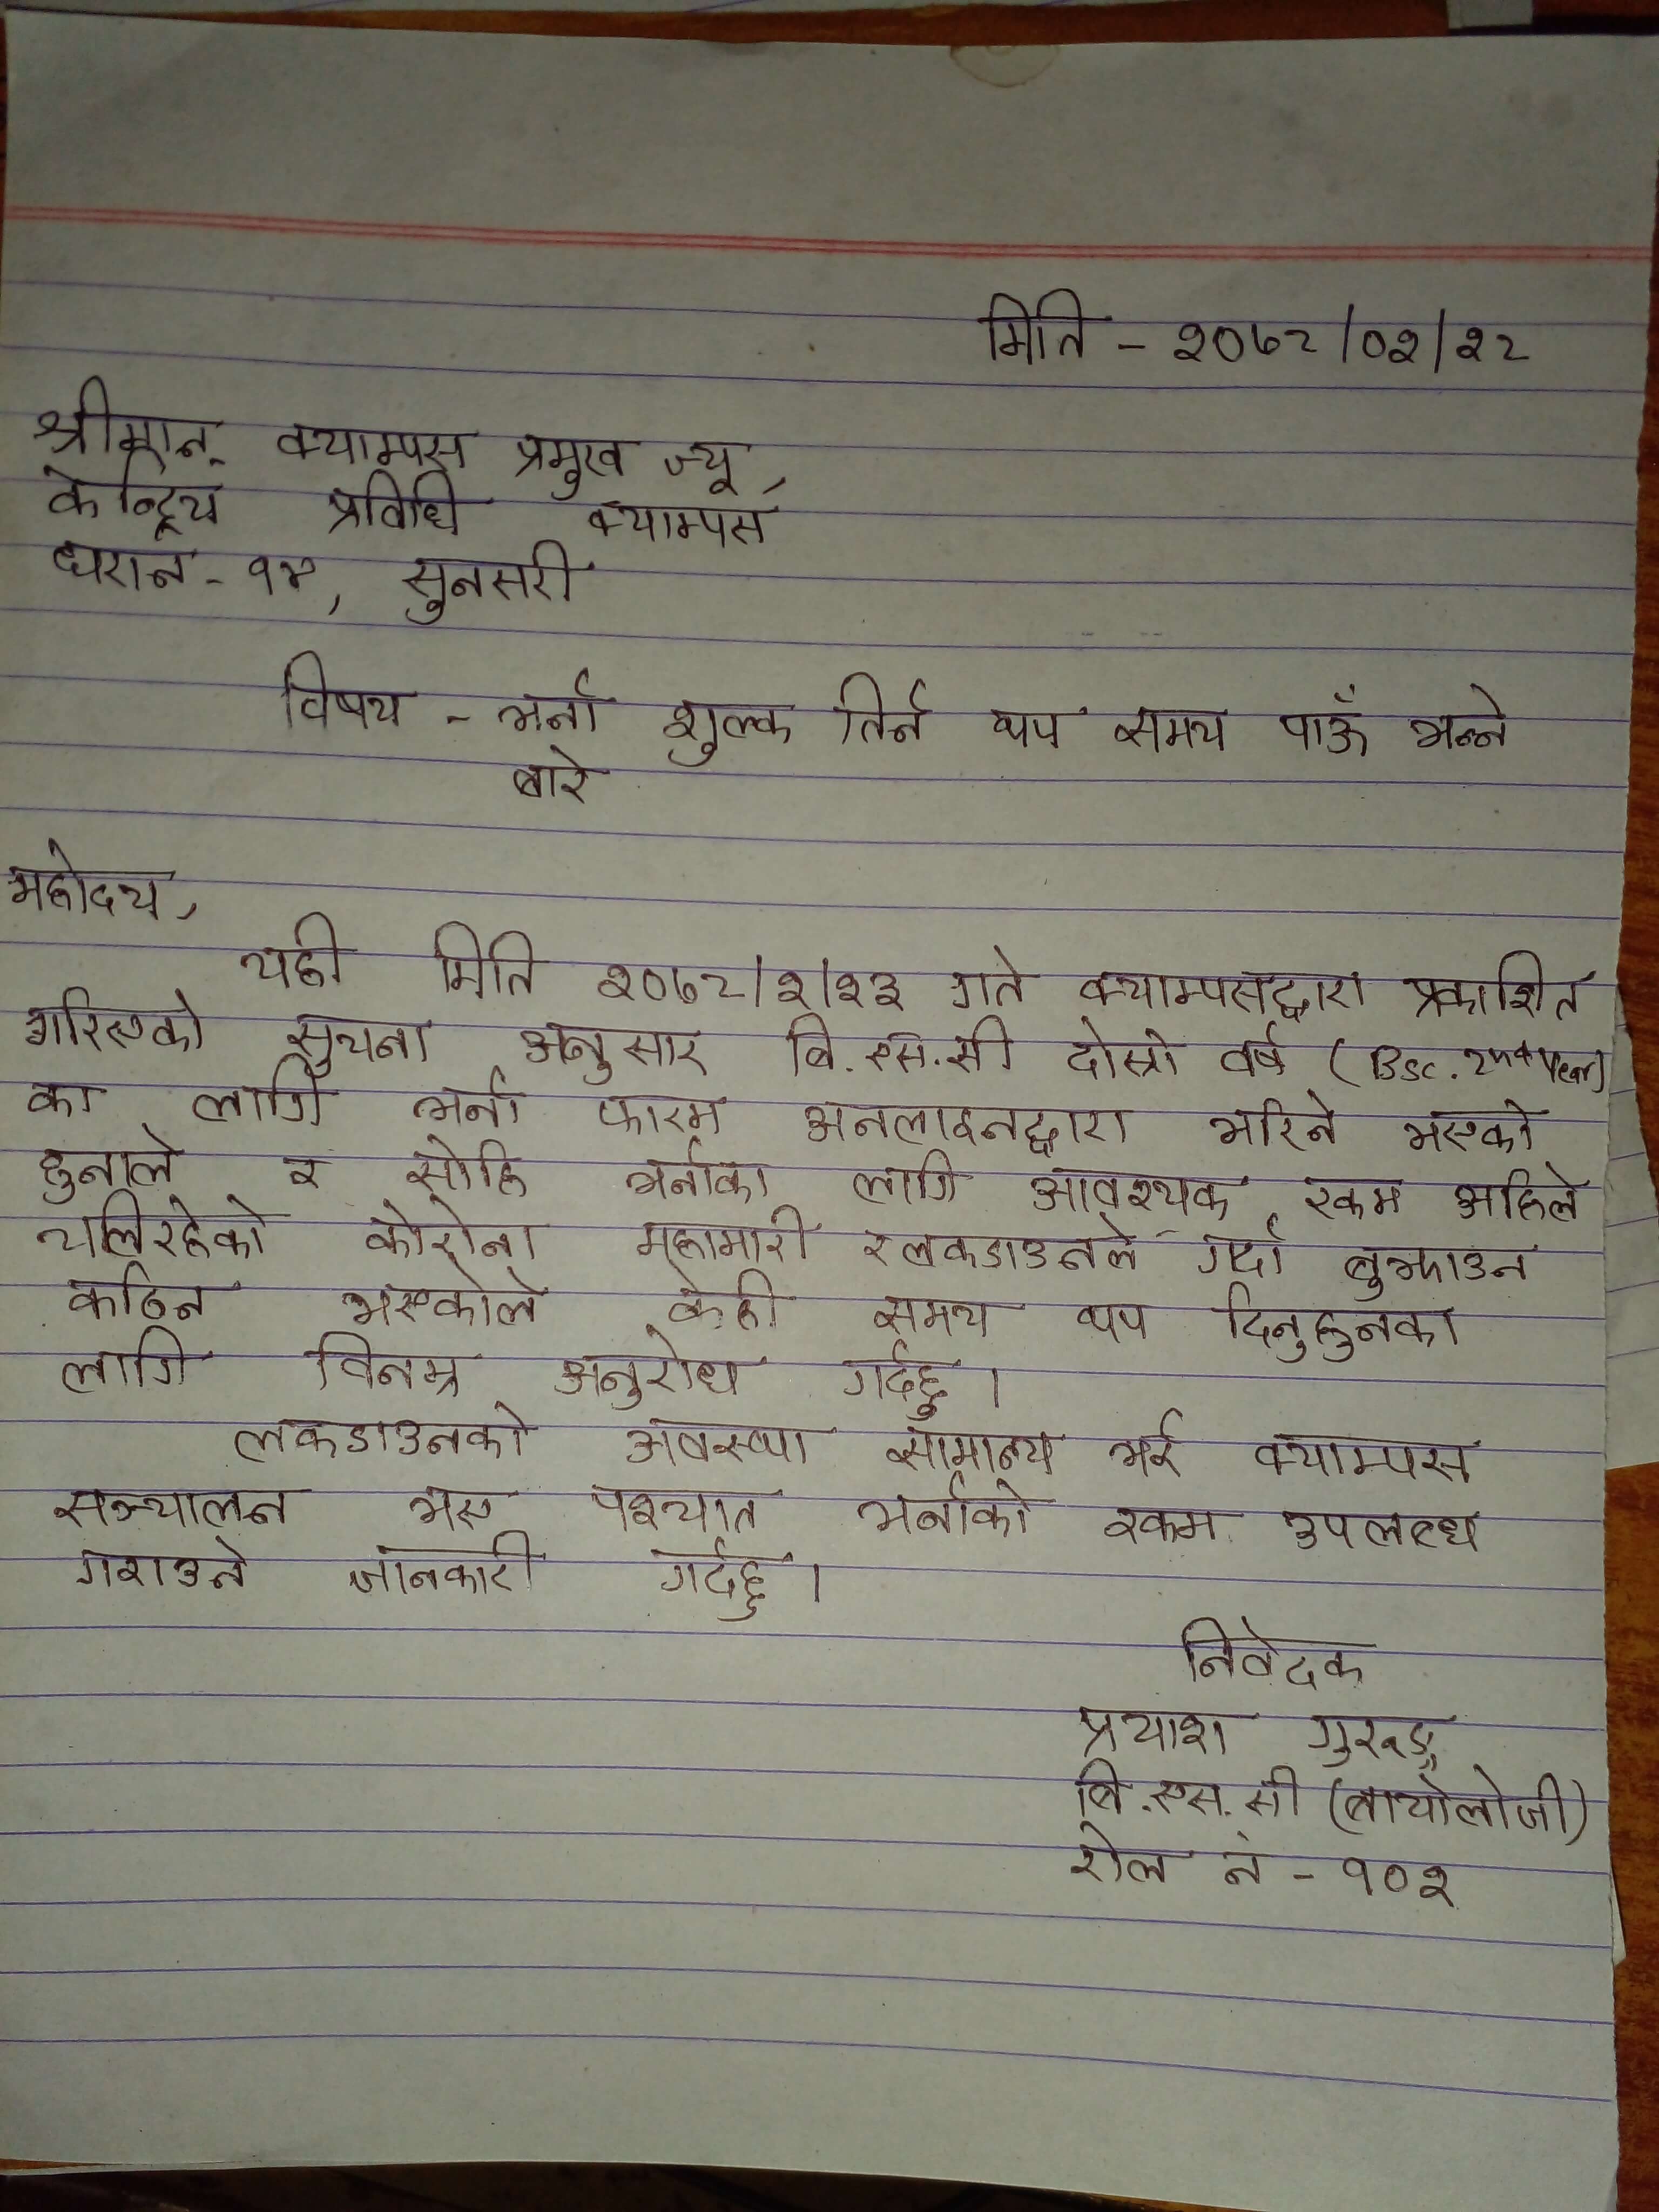 मिति - २०७८/०२/२८
श्रीमान् क्याम्पस प्रमुख ज्यू,
केन्द्रिय प्रविधि क्याम्पस
धरान - १४, सुनसरी
विषय - भर्ना शुल्क तिर्न थप समय पाऊँ भन्ने
बारे
महोदय,
यही मिति २०७८/२/२३ गते क्याम्पसद्वारा प्रकाशित
गरिएको सुचना अनुसार बि.एस.सी दोस्रो वर्ष (Bsc. 2nd Year)
का लागि भर्ना फारम अनलाइनद्वारा भरिने भएको
हुनाले र सोहि भर्नाका लागि आवश्यक रकम अहिले
चलिरहेको कोरोना महामारी र लकडाउनले गर्दा बुझाउन
कठिन भएकोले केही समय थप दिनुहुनका
लागि विनम्र अनुरोध गर्दछु ।
लकडाउनको अवस्था सामान्य भई क्याम्पस
सञ्चालन भए पश्चात भर्नाको रकम उपलब्ध
गराउने जानकारी गर्दछु ।
निवेदक
प्रयाश गुरुङ्ग
बि.एस.सी (बायोलोजी)
रोल नं - १०२